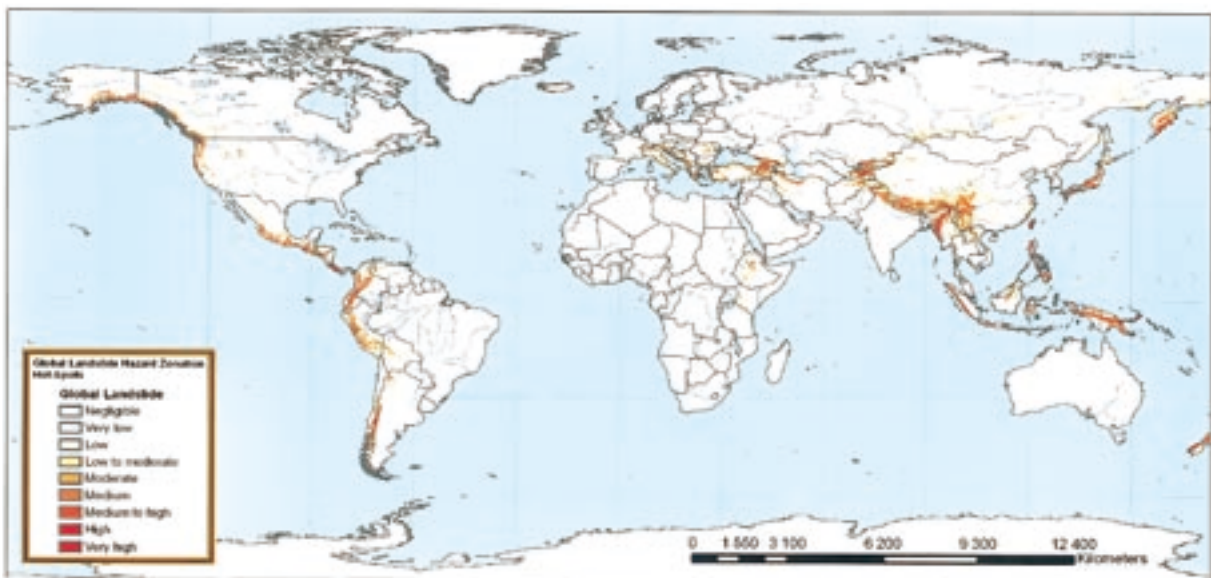 Global Landslide Hazard Zonation
Hot Spots
Global Landslide
Negligible
Very low
Low
Low to moderate
Moderate
Medium
Medium to high
High
Very high
0 1 550 3 100 6 200 9 300 12 400
Kilometers